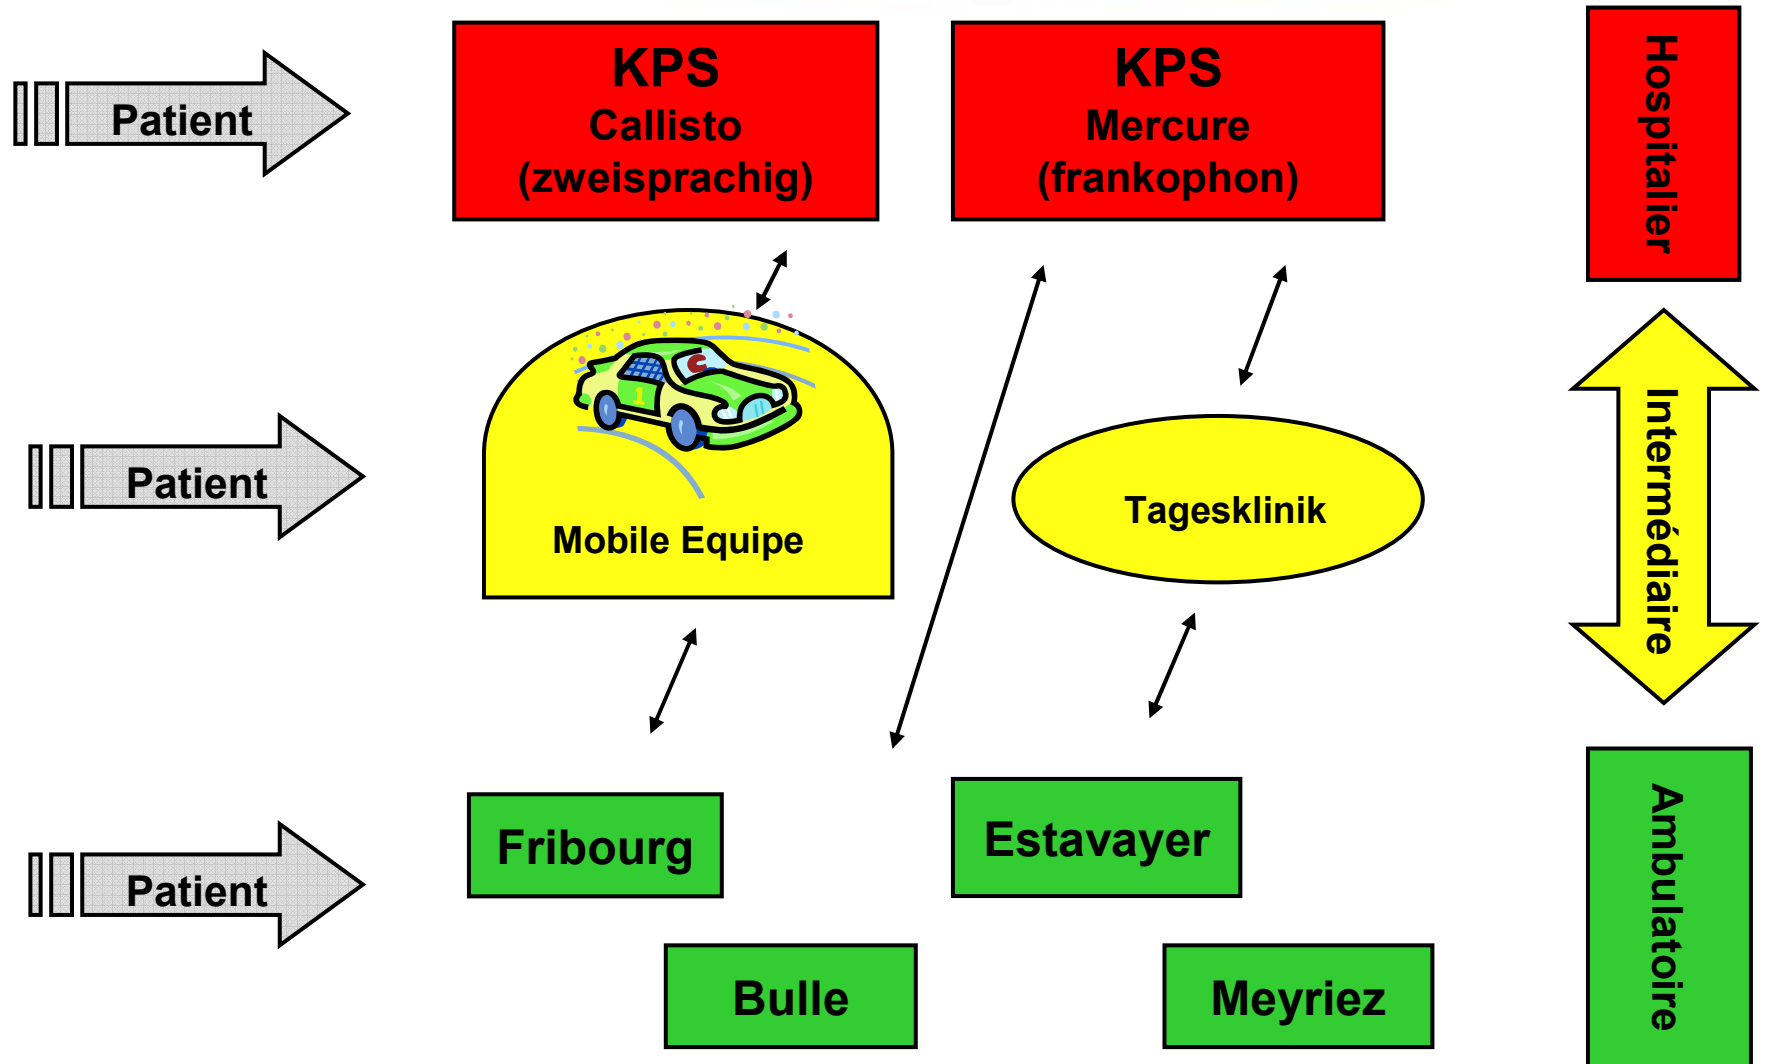 Patient
KPS
Callisto
(zweisprachig)
KPS
Mercure
(frankophon)
Hospitalier
Patient
1
Mobile Equipe
Tagesklinik
Intermédiaire
Patient
Fribourg
Estavayer
Bulle
Meyriez
Ambulatoire